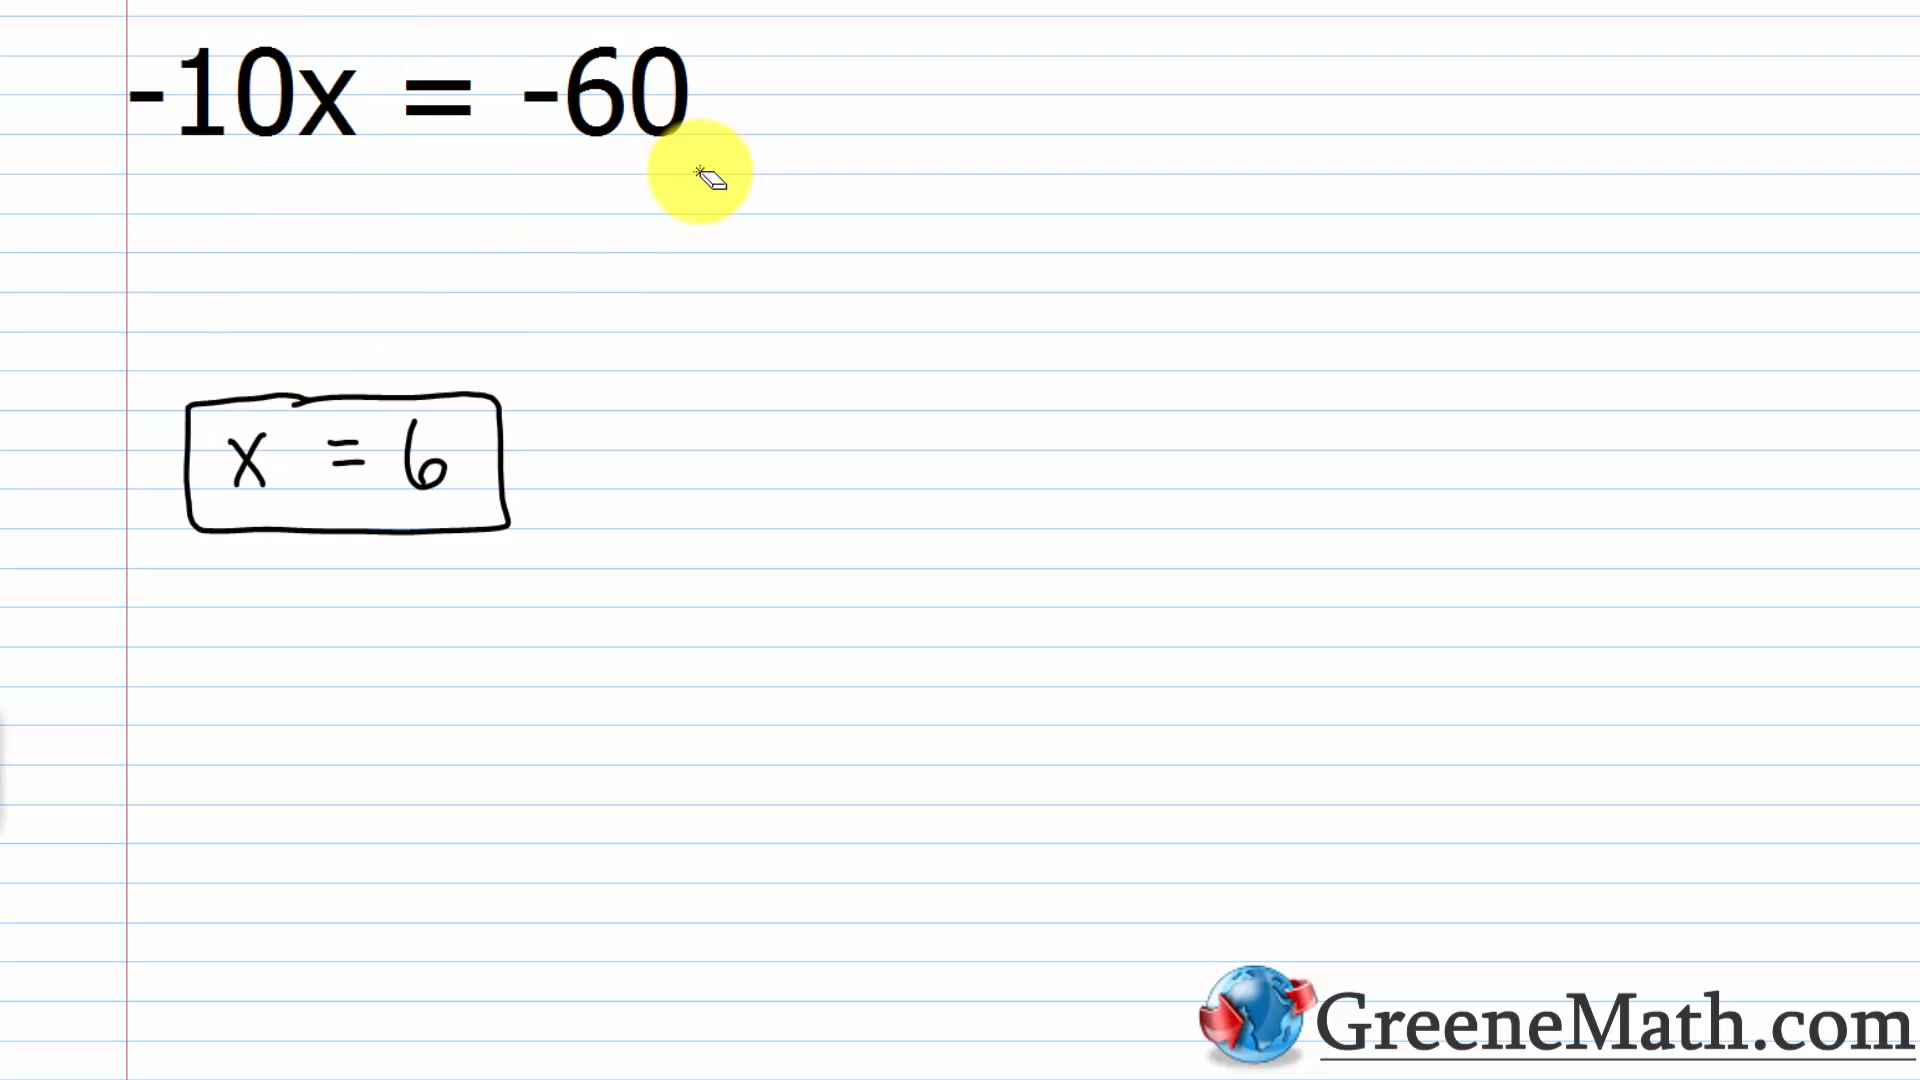 -10x = -60
x = 6
GreeneMath.com